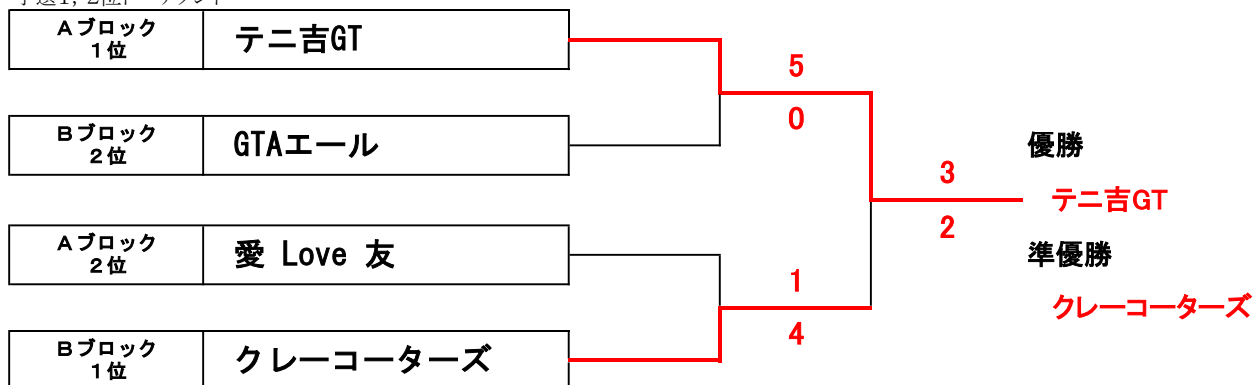 Aブロック
1位
テニ吉GT
5
0
Bブロック
2位
GTAエール
優勝
3
テニ吉GT
2
Aブロック
2位
愛 Love 友
準優勝
1
クレーコーターズ
4
Bブロック
1位
クレーコーターズ